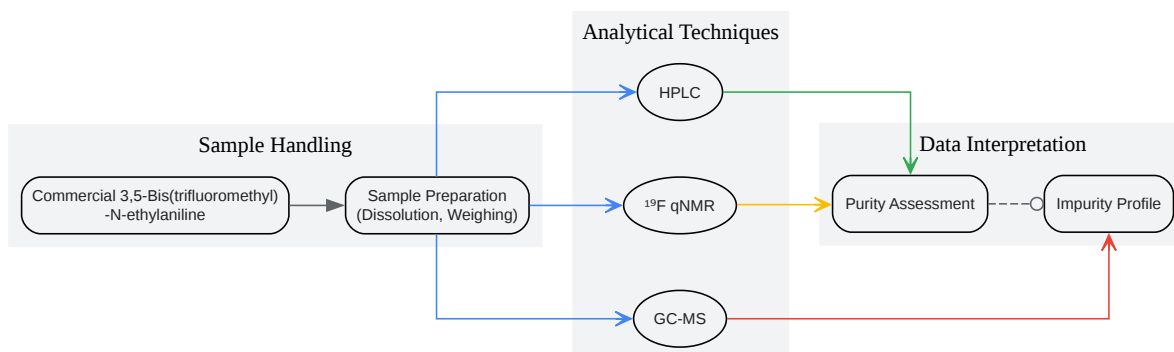 Analytical Techniques
HPLC
Sample Handling
Data Interpretation
Commercial 3,5-Bis(trifluoromethyl)
-N-ethylaniline
Sample Preparation
(Dissolution, Weighing)
¹⁹F qNMR
Purity Assessment
Impurity Profile
GC-MS